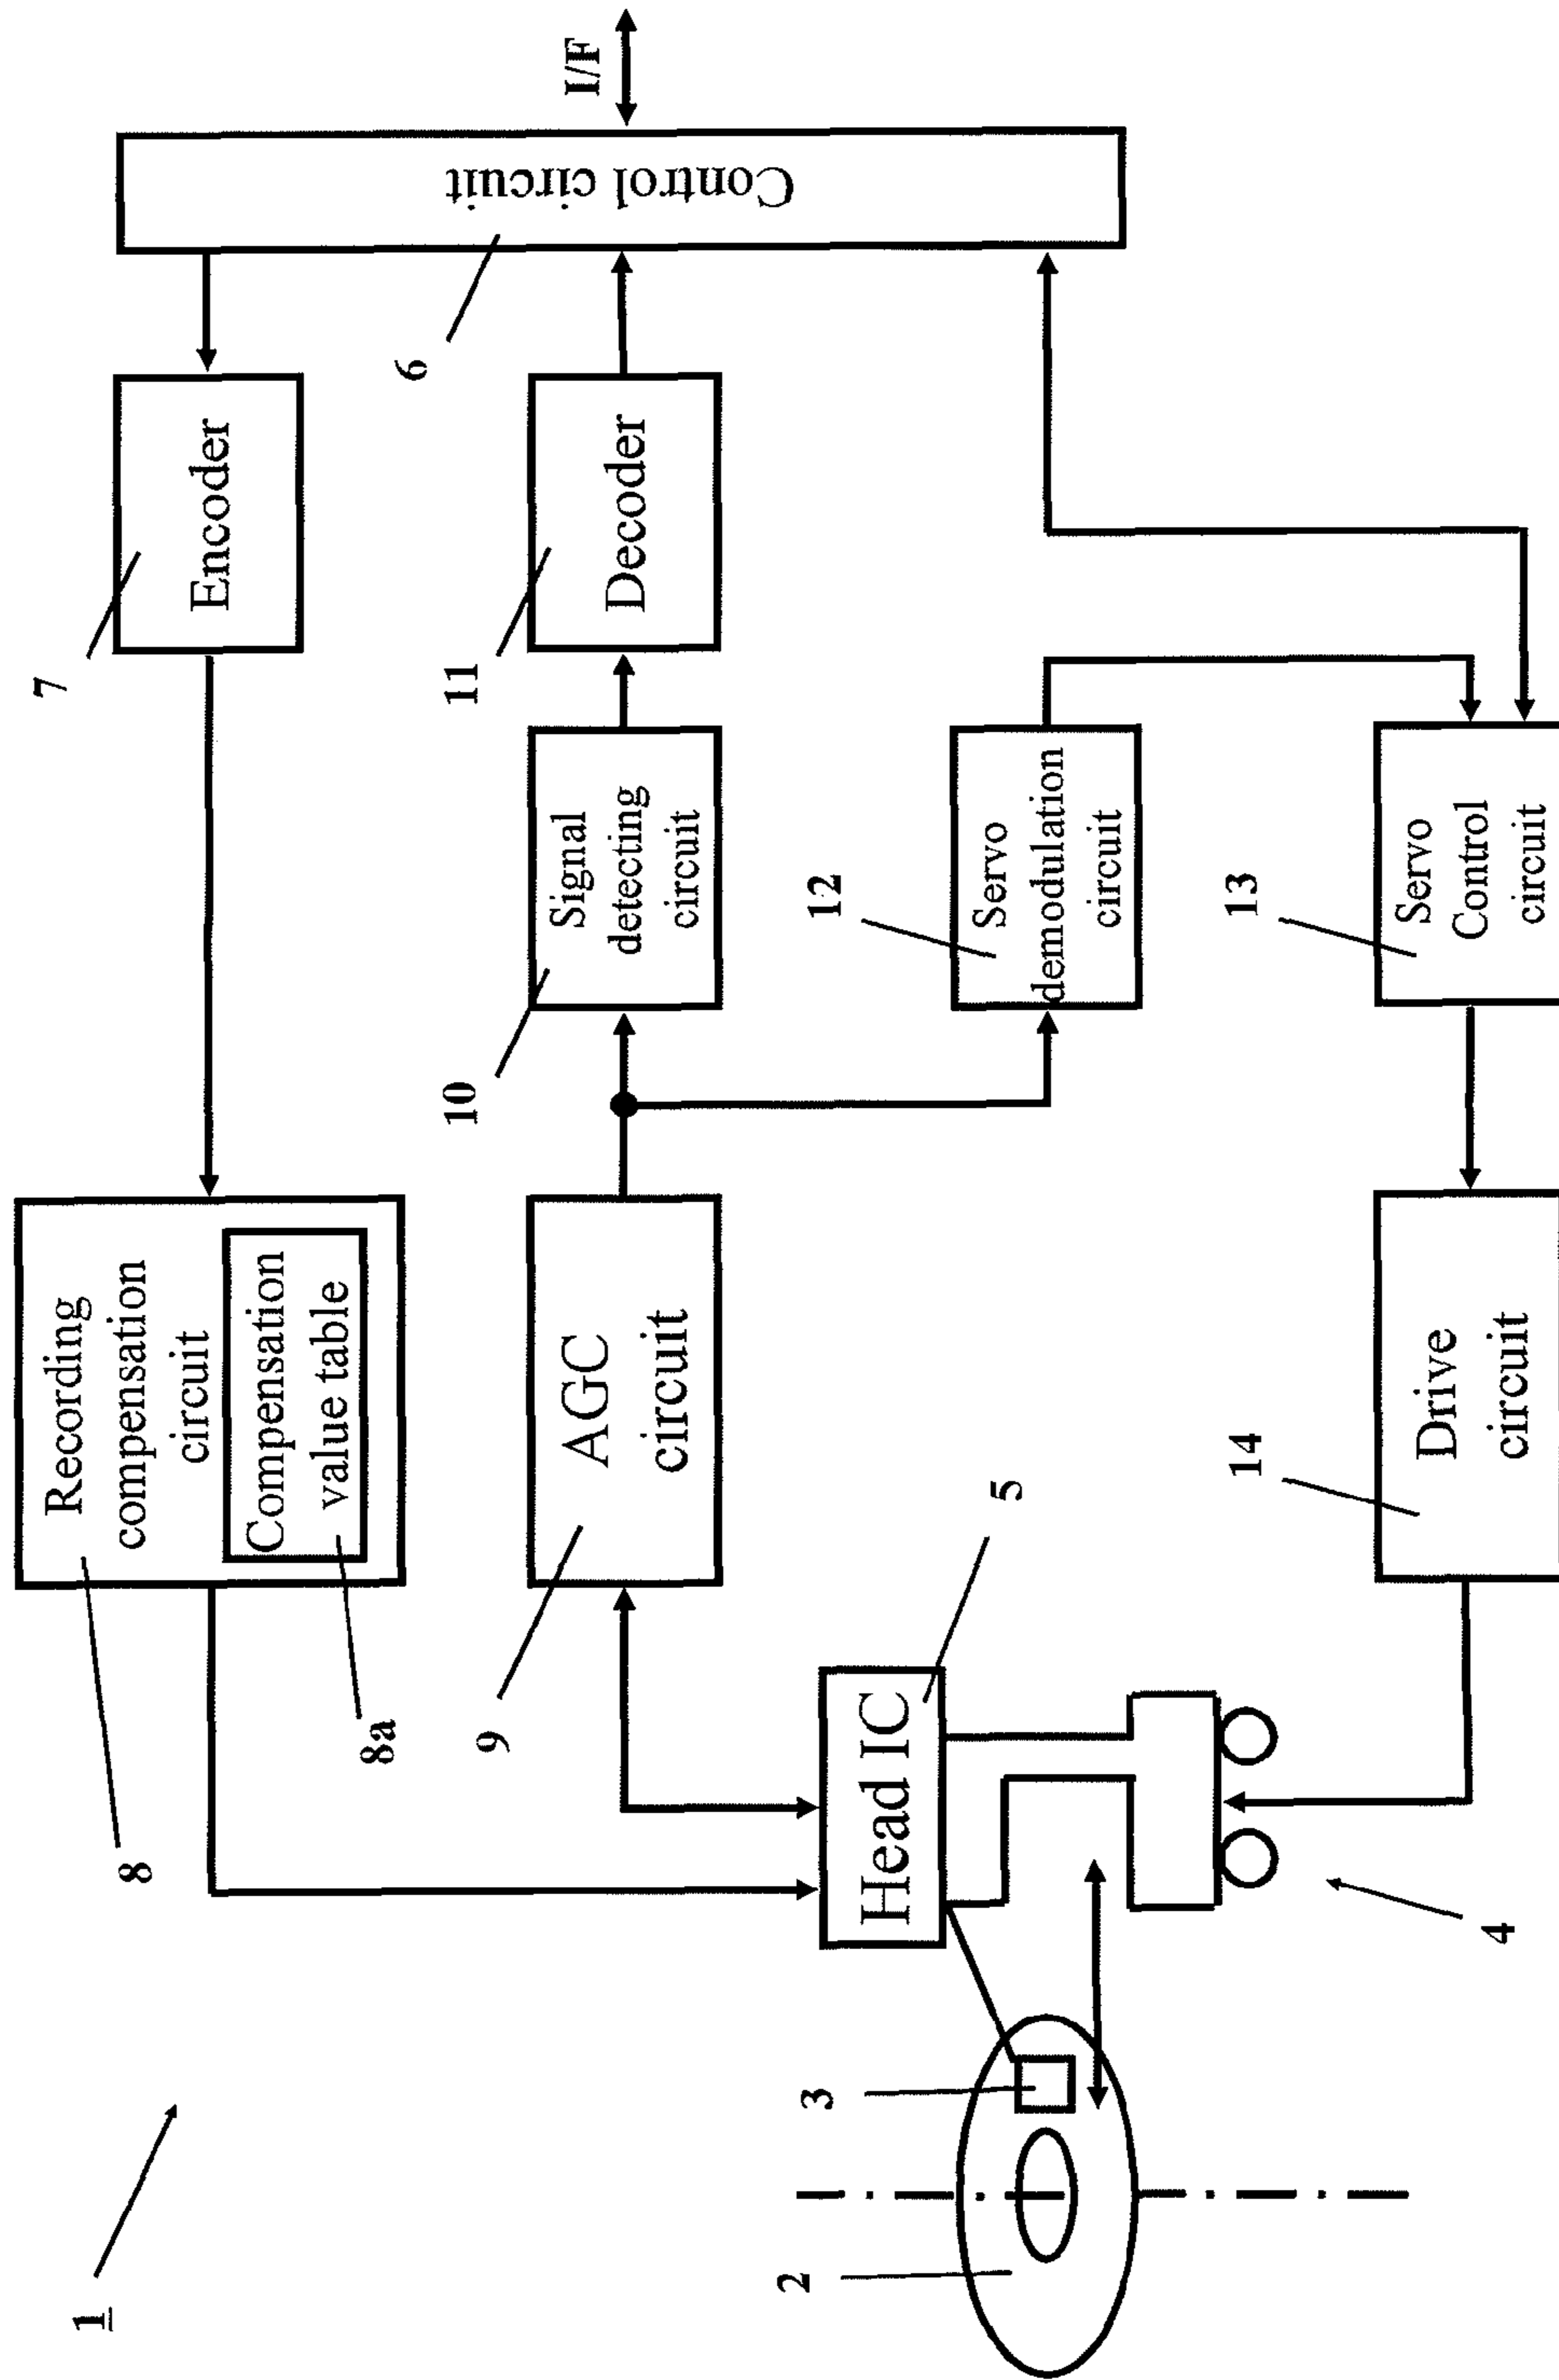 1
8
Recording
compensation
circuit
Compensation
value table
8a
7
Encoder
9
AGC
circuit
10
Signal
detecting
circuit
11
Decoder
6
Control circuit
I/F
5
Head IC
12
Servo
demodulation
circuit
2
3
4
14
Drive
circuit
13
Servo
Control
circuit